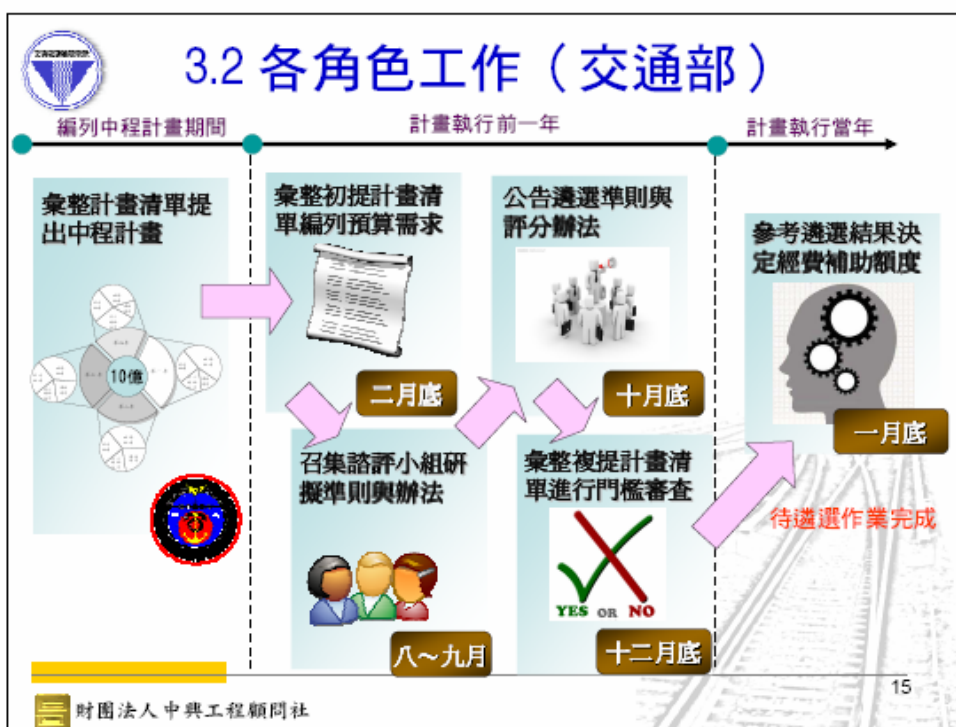 3.2 各角色工作（交通部）
編列中程計畫期間
計畫執行前一年
計畫執行當年
彙整計畫清單提
出中程計畫
10億
彙整初提計畫清
單編列預算需求
二月底
召集諮評小組研
擬準則與辦法
八～九月
公告遴選準則與
評分辦法
十月底
彙整複提計畫清
單進行門檻審查
YES OR NO
十二月底
參考遴選結果決
定經費補助額度
一月底
待遴選作業完成
15
財團法人中興工程顧問社